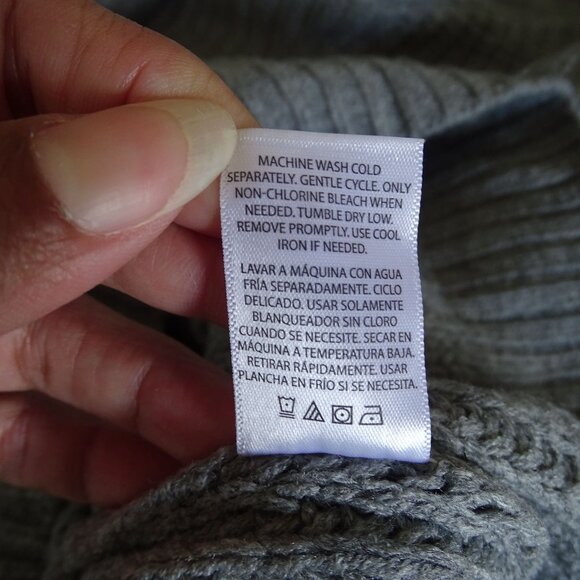 MACHINE WASH COLD
SEPARATELY. GENTLE CYCLE. ONLY
NON-CHLORINE BLEACH WHEN
NEEDED. TUMBLE DRY LOW.
REMOVE PROMPTLY. USE COOL
IRON IF NEEDED.
LAVAR A MÁQUINA CON AGUA
FRÍA SEPARADAMENTE. CICLO
DELICADO. USAR SOLAMENTE
BLANQUEADOR SIN CLORO
CUANDO SE NECESITE. SECAR EN
MÁQUINA A TEMPERATURA BAJA.
RETIRAR RÁPIDAMENTE. USAR
PLANCHA EN FRÍO SI SE NECESITA.